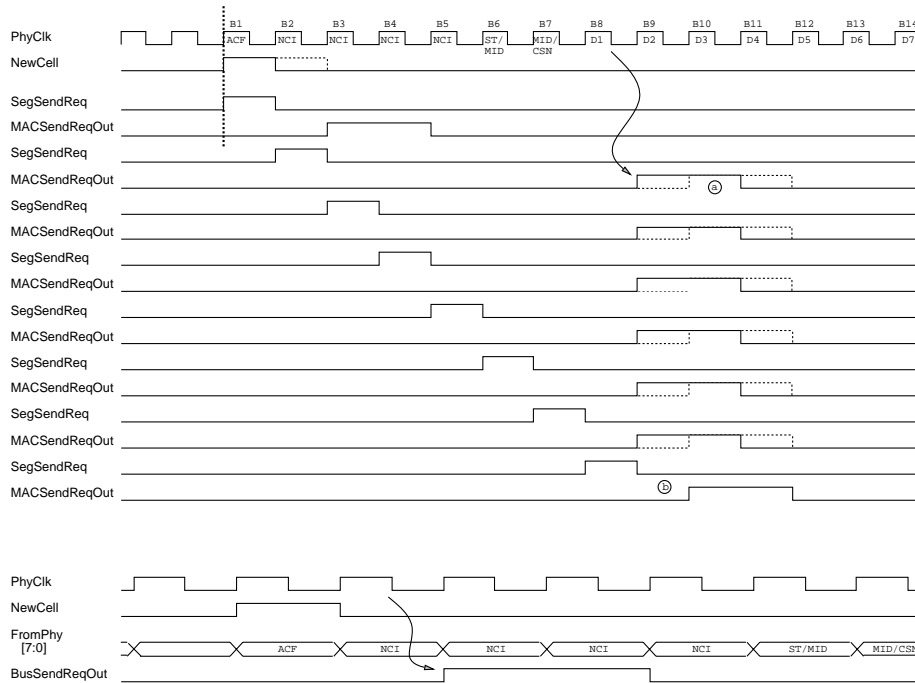 B1 B2 B3 B4 B5 B6 B7 B8 B9 B10 B11 B12 B13 B14
PhyClk
ACF NCI NCI NCI NCI ST/ MID/ D1 D2 D3 D4 D5 D6 D7
MID CSN
NewCell
SegSendReq
MACSendReqOut
SegSendReq
MACSendReqOut
a
SegSendReq
MACSendReqOut
SegSendReq
MACSendReqOut
SegSendReq
MACSendReqOut
SegSendReq
MACSendReqOut
SegSendReq
MACSendReqOut
SegSendReq
MACSendReqOut
b
PhyClk
NewCell
FromPhy
[7:0]
ACF NCI NCI NCI NCI ST/MID MID/CSN
BusSendReqOut